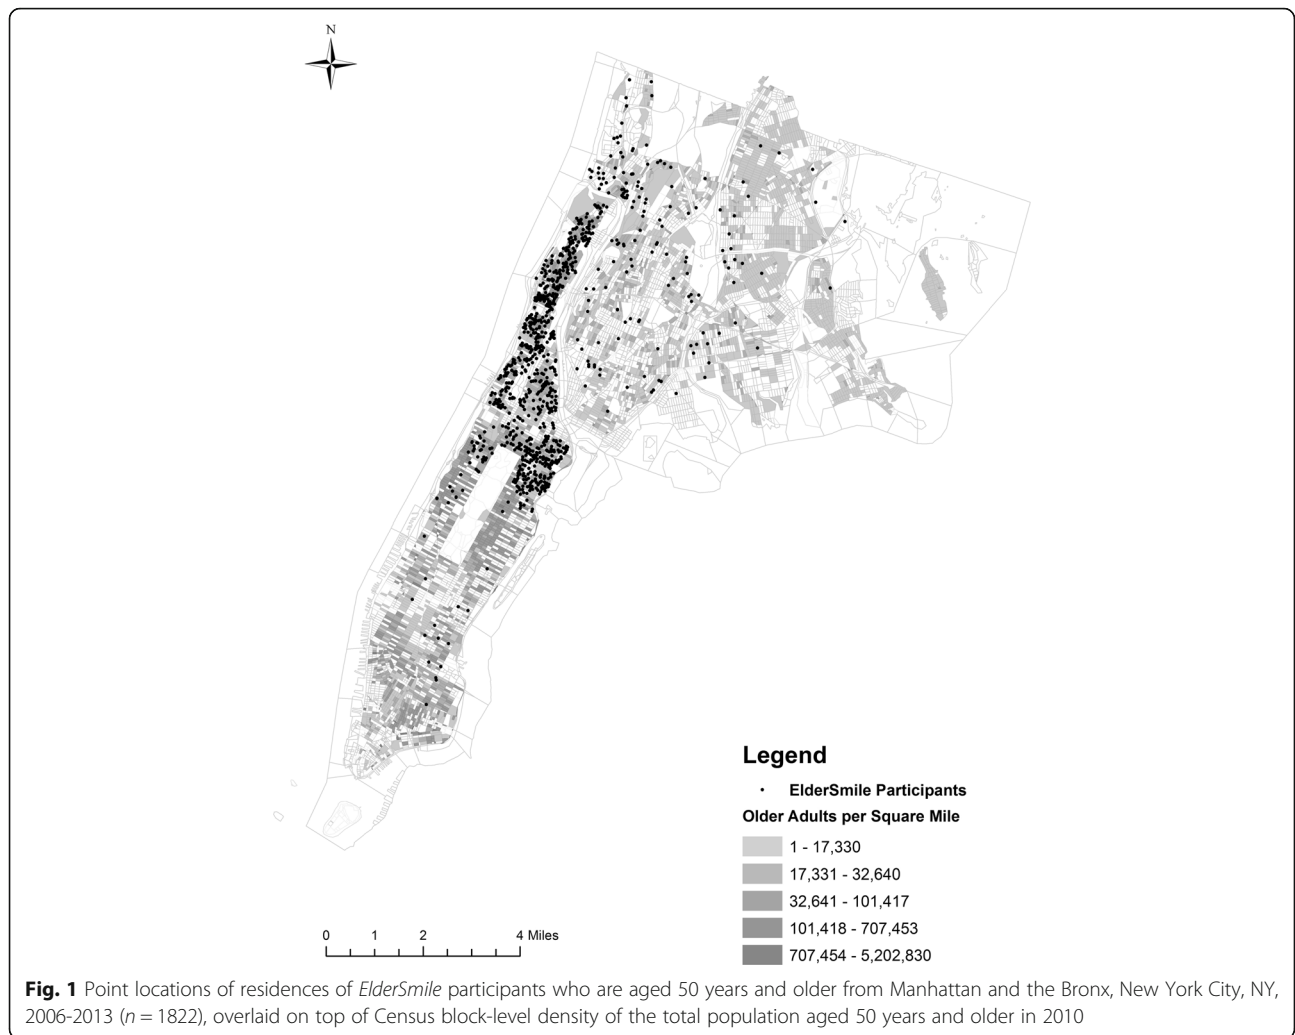 N
Legend
ElderSmile Participants
Older Adults per Square Mile
1 - 17,330
17,331 - 32,640
32,641 - 101,417
101,418 - 707,453
707,454 - 5,202,830
0 1 2 4 Miles
Fig. 1 Point locations of residences of ElderSmile participants who are aged 50 years and older from Manhattan and the Bronx, New York City, NY,
2006-2013 (n = 1822), overlaid on top of Census block-level density of the total population aged 50 years and older in 2010